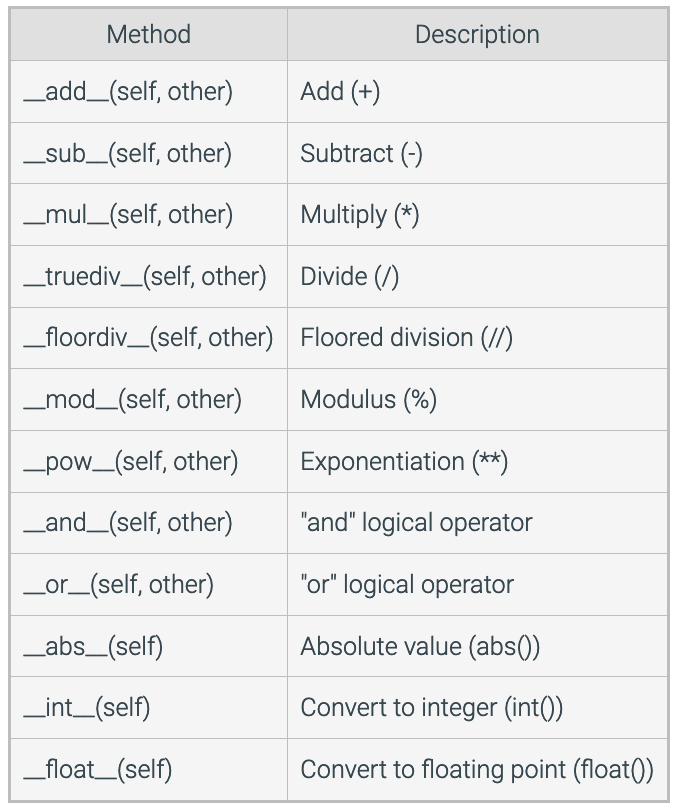 Method Description
__add__(self, other) Add (+)
__sub__(self, other) Subtract (-)
__mul__(self, other) Multiply (*)
__truediv__(self, other) Divide (/)
__floordiv__(self, other) Floored division (//)
__mod__(self, other) Modulus (%)
__pow__(self, other) Exponentiation (**)
__and__(self, other) "and" logical operator
__or__(self, other) "or" logical operator
__abs__(self) Absolute value (abs())
__int__(self) Convert to integer (int())
__float__(self) Convert to floating point (float())